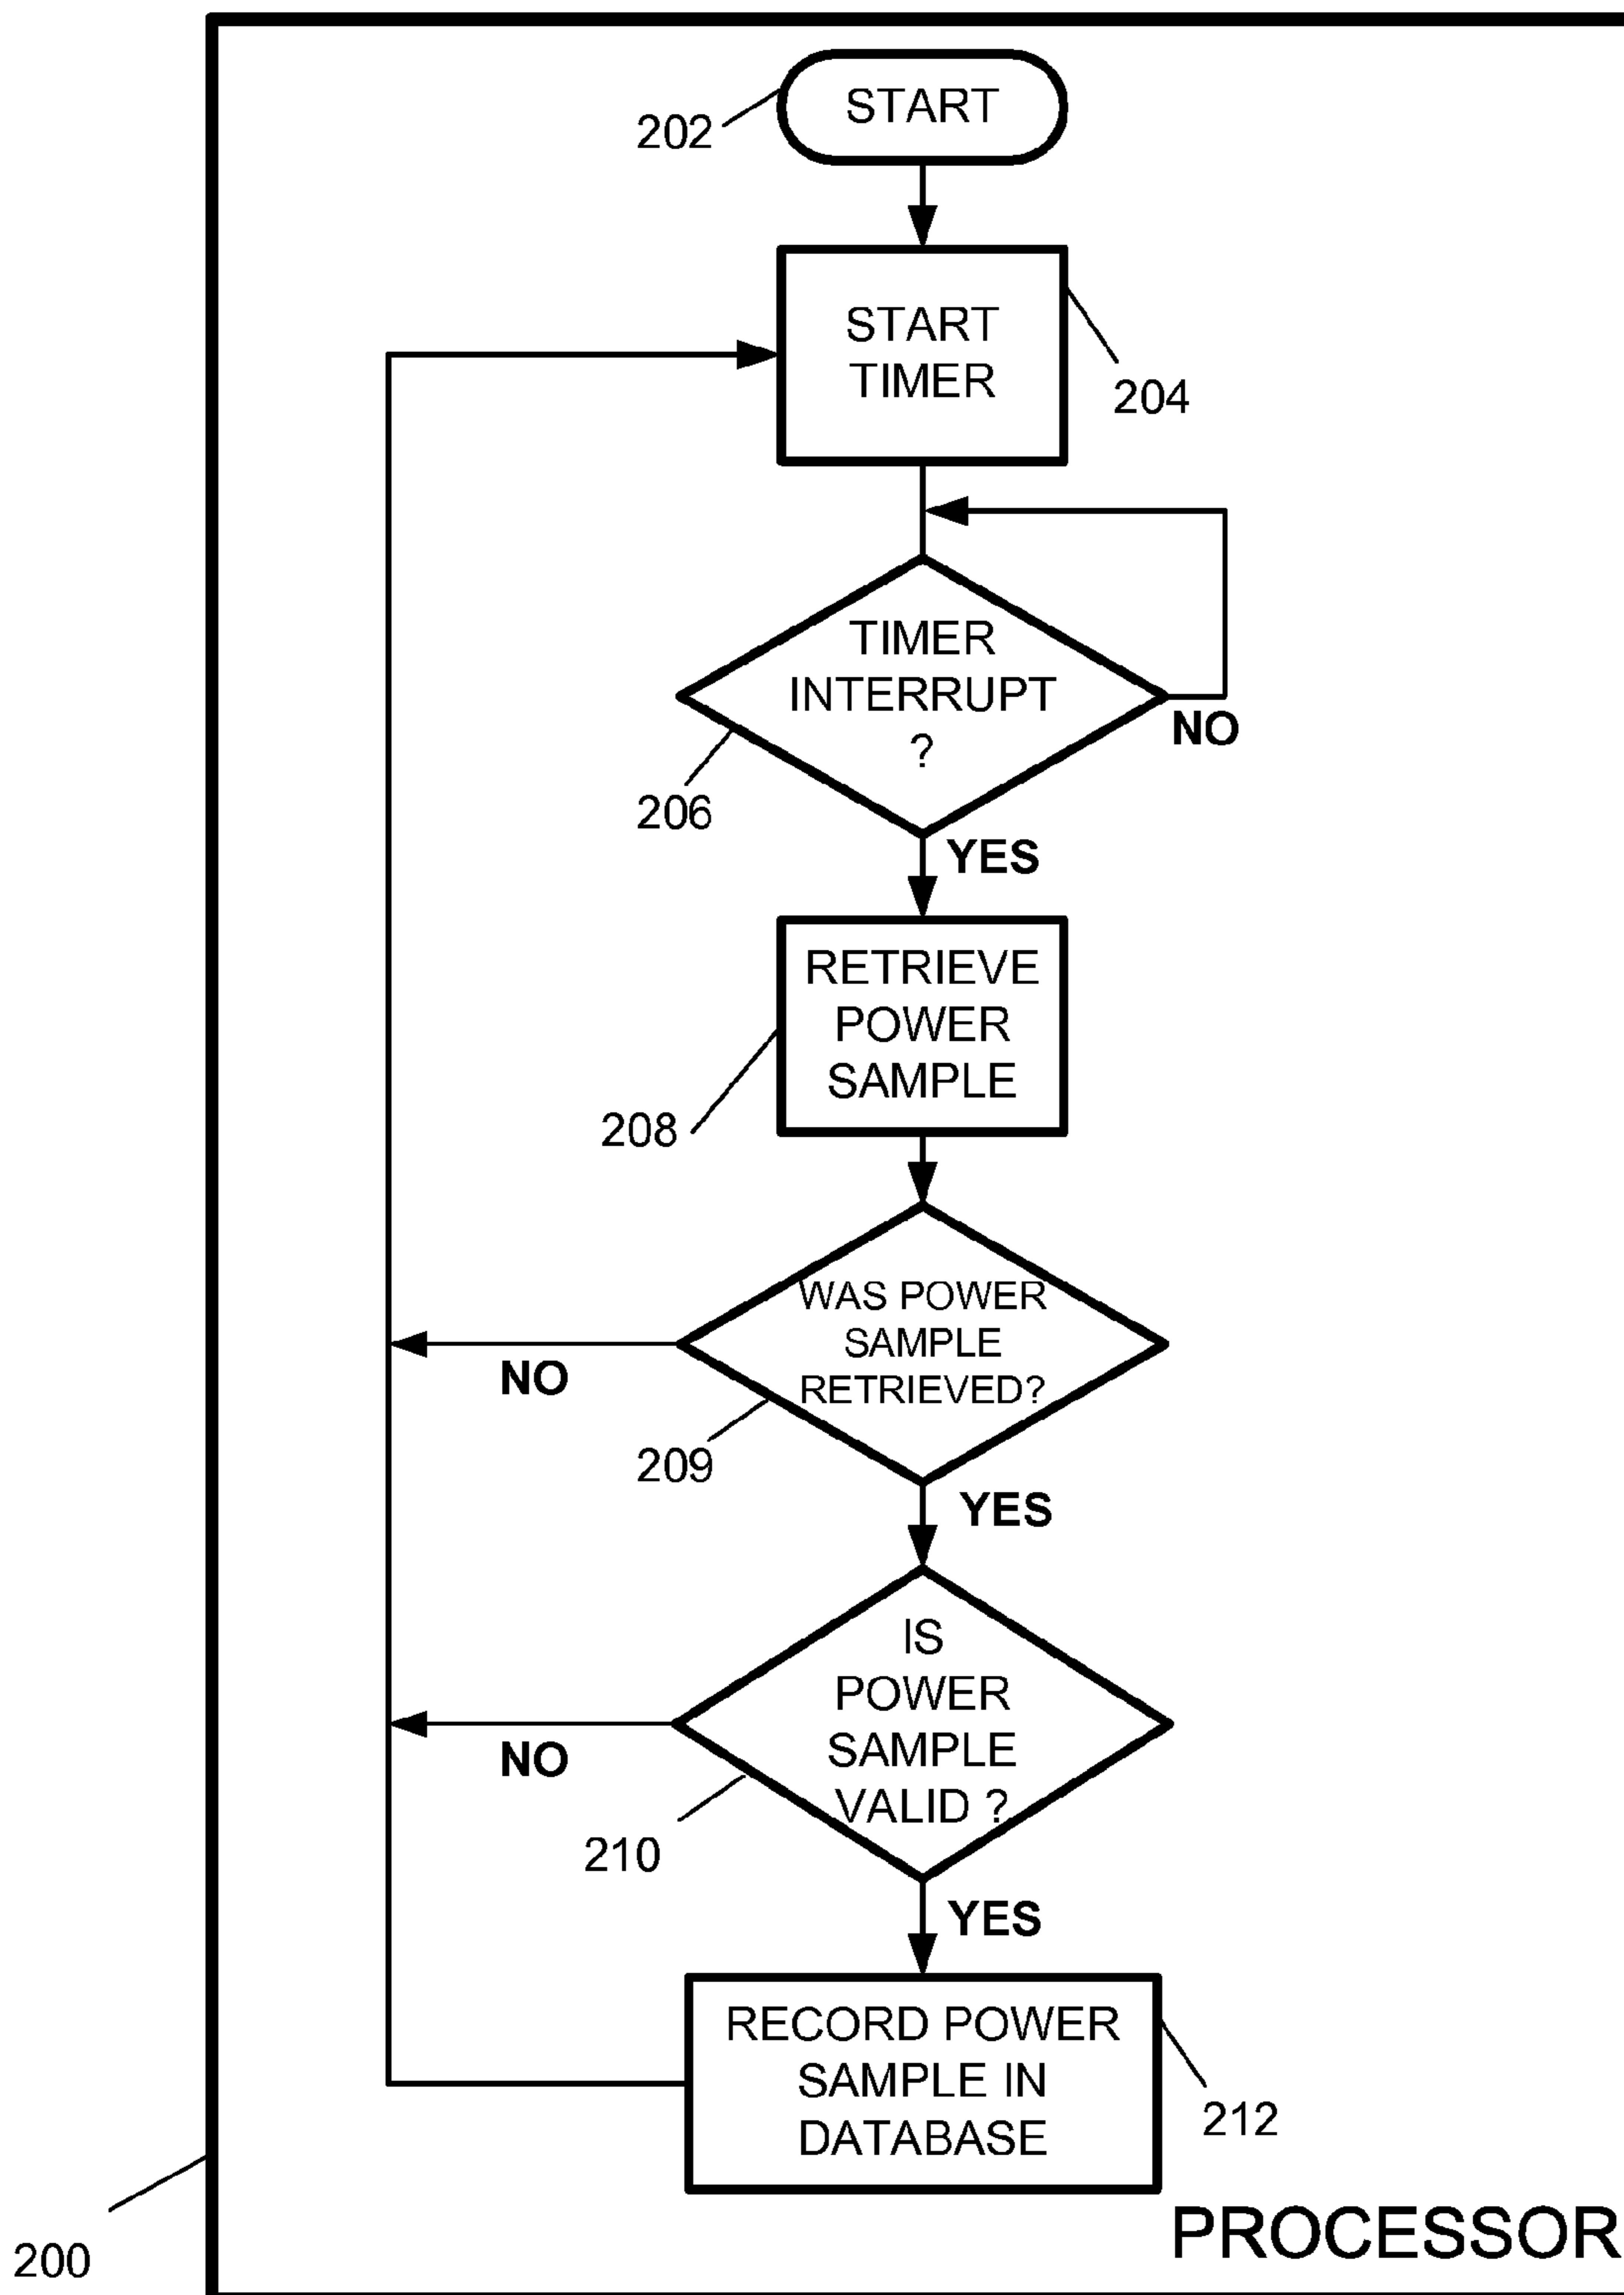 START
202
START
TIMER
204
TIMER
INTERRUPT
?
NO
206
YES
RETRIEVE
POWER
SAMPLE
208
WAS POWER
SAMPLE
RETRIEVED?
NO
209
YES
IS
POWER
SAMPLE
VALID ?
NO
210
YES
RECORD POWER
SAMPLE IN
DATABASE
212
PROCESSOR
200